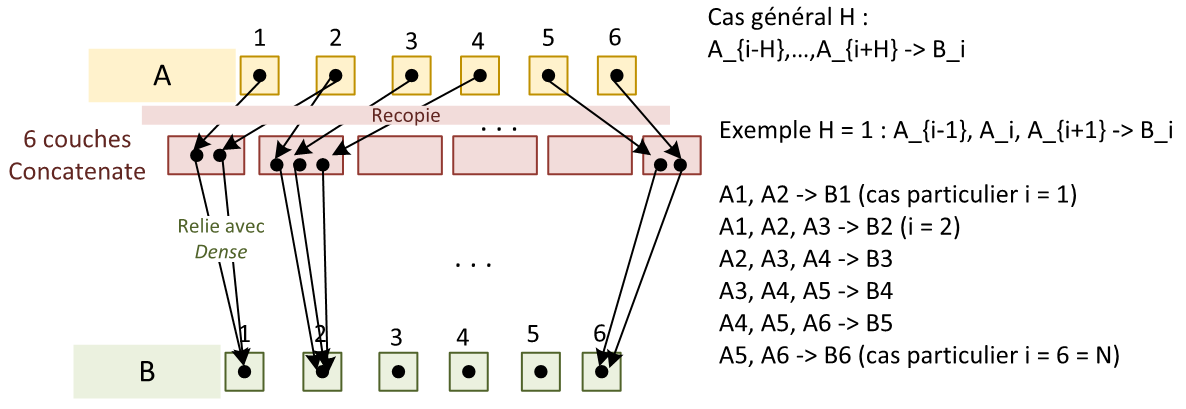 Cas général H :
A_{i-H},...,A_{i+H} -> B_i
1 2 3 4 5 6
A
Recopie
. . .
6 couches
Concatenate
Exemple H = 1 : A_{i-1}, A_i, A_{i+1} -> B_i
A1, A2 -> B1 (cas particulier i = 1)
A1, A2, A3 -> B2 (i = 2)
A2, A3, A4 -> B3
A3, A4, A5 -> B4
A4, A5, A6 -> B5
A5, A6 -> B6 (cas particulier i = 6 = N)
Relie avec
Dense
. . .
1 2 3 4 5 6
B